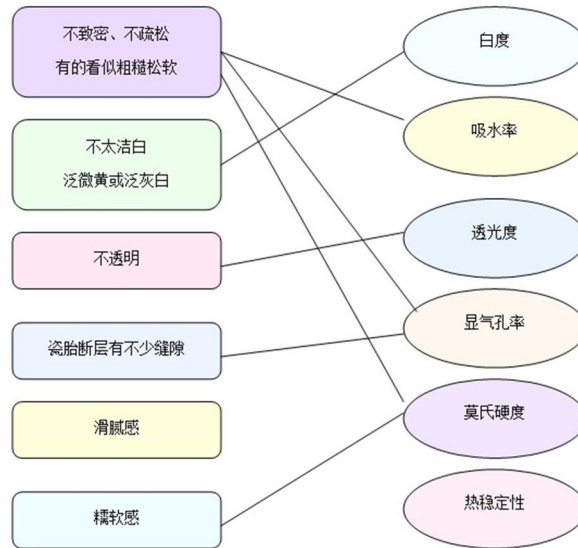 不致密、不疏松
有的看似粗糙松软
白度
吸水率
不太洁白
泛微黄或泛灰白
透光度
不透明
显气孔率
瓷胎断层有不少缝隙
莫氏硬度
滑腻感
热稳定性
糯软感